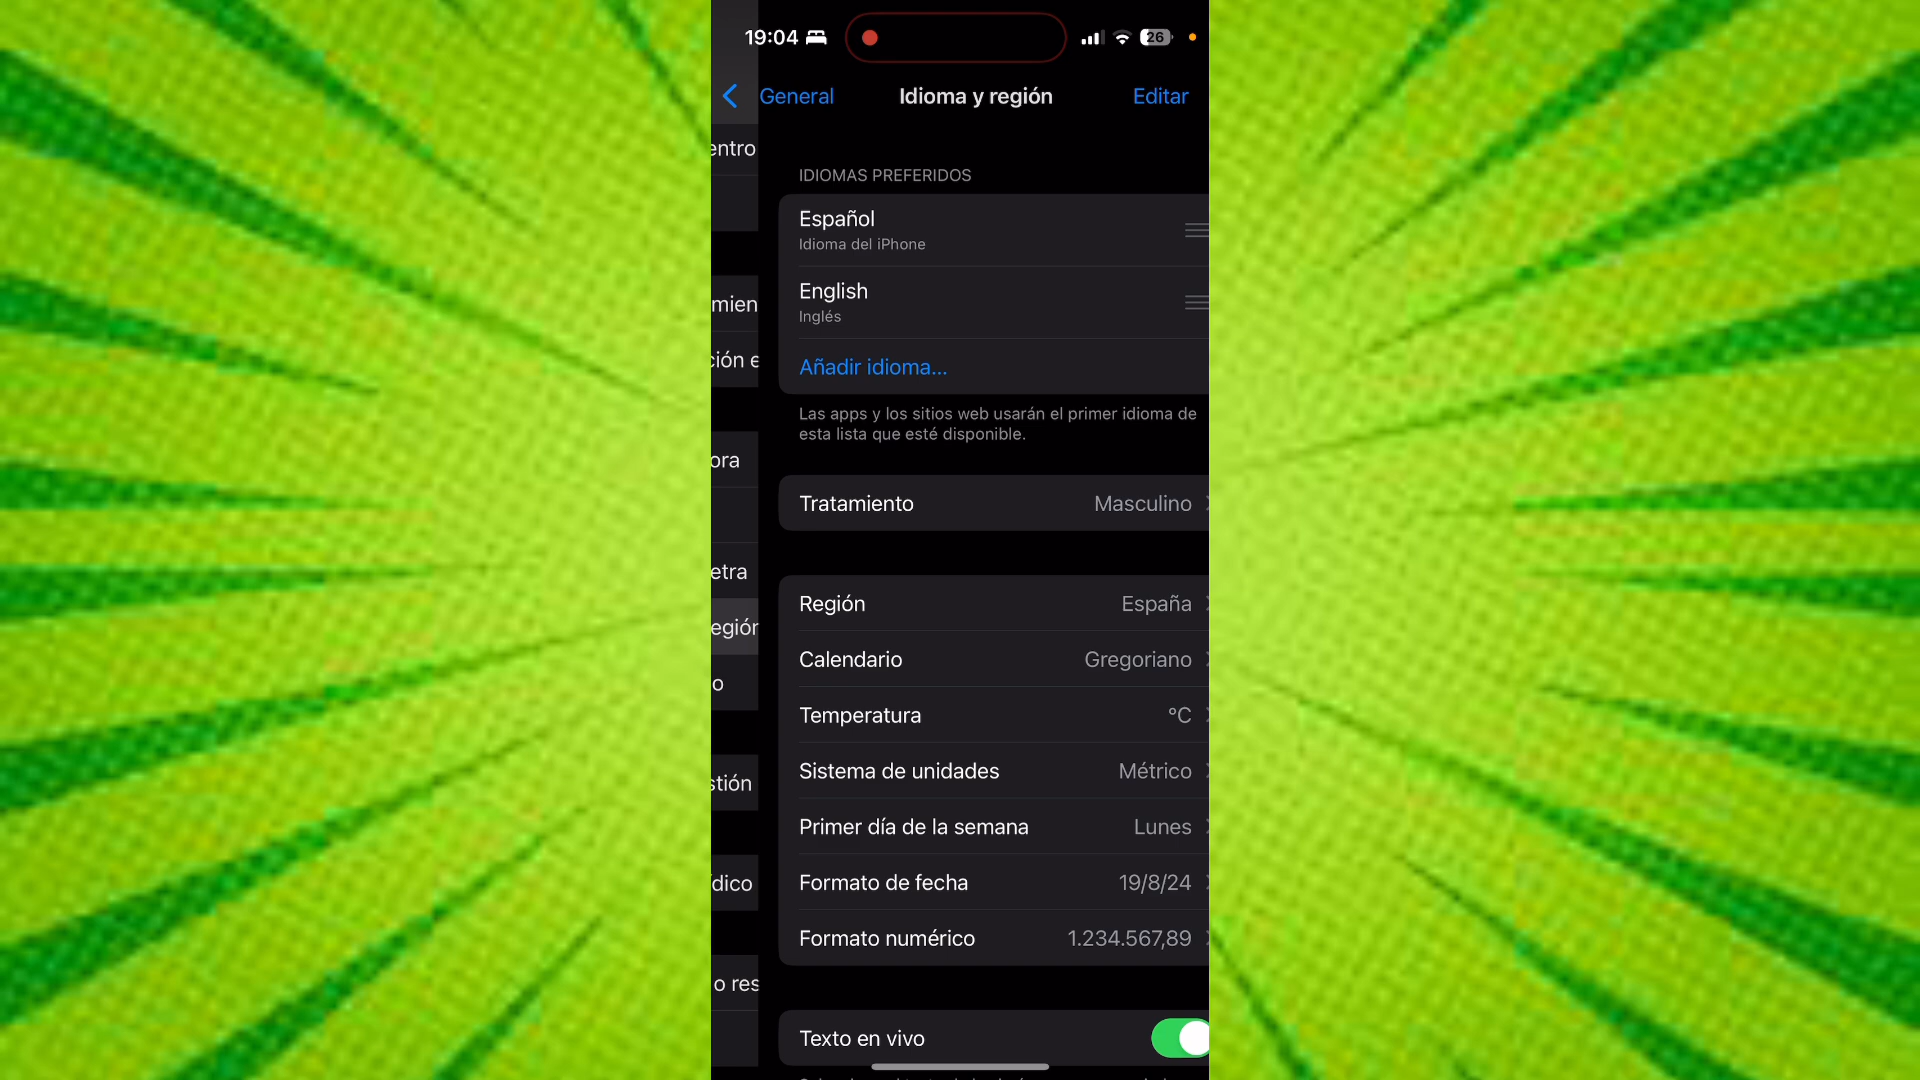 19:04
26
General
Idioma y región
Editar
entro
IDIOMAS PREFERIDOS
Español
Idioma del iPhone
English
Inglés
Añadir idioma...
Las apps y los sitios web usarán el primer idioma de
esta lista que esté disponible.
Tratamiento Masculino
Región España
Calendario Gregoriano
Temperatura °C
Sistema de unidades Métrico
Primer día de la semana Lunes
Formato de fecha 19/8/24
Formato numérico 1.234.567,89
Texto en vivo
mien
ción e
ora
etra
egión
o
stión
ídico
o res